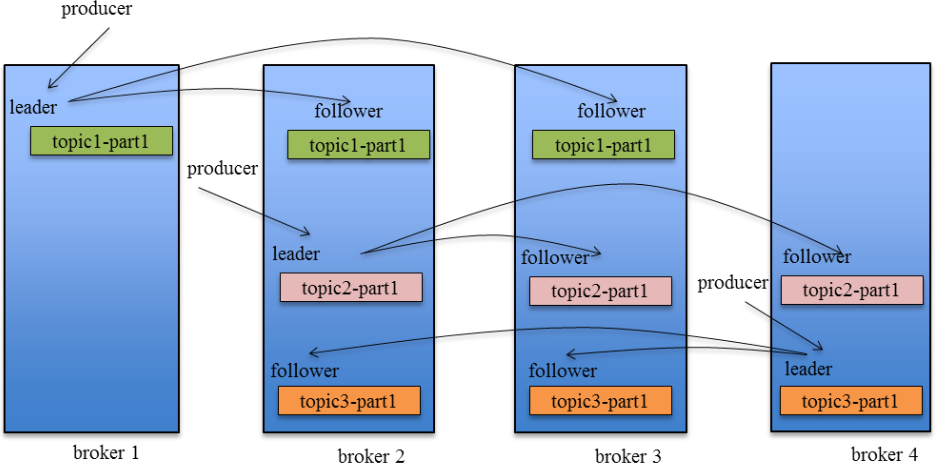 producer
leader
follower
follower
topic1-part1
topic1-part1
topic1-part1
producer
leader
follower
follower
topic2-part1
topic2-part1
topic2-part1
producer
follower
follower
leader
topic3-part1
topic3-part1
topic3-part1
broker 1
broker 2
broker 3
broker 4